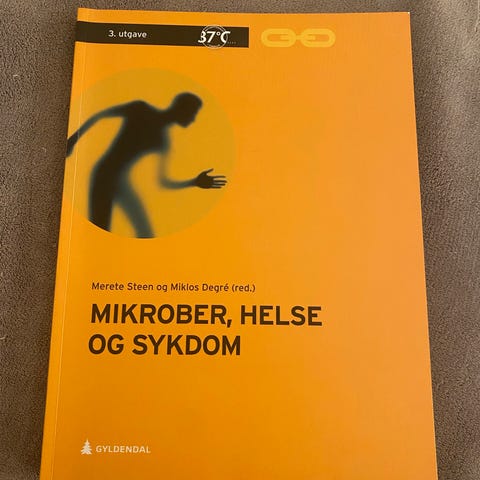 3. utgave
37°C
Merete Steen og Miklos Degré (red.)
MIKROBER, HELSE
OG SYKDOM
GYLDENDAL